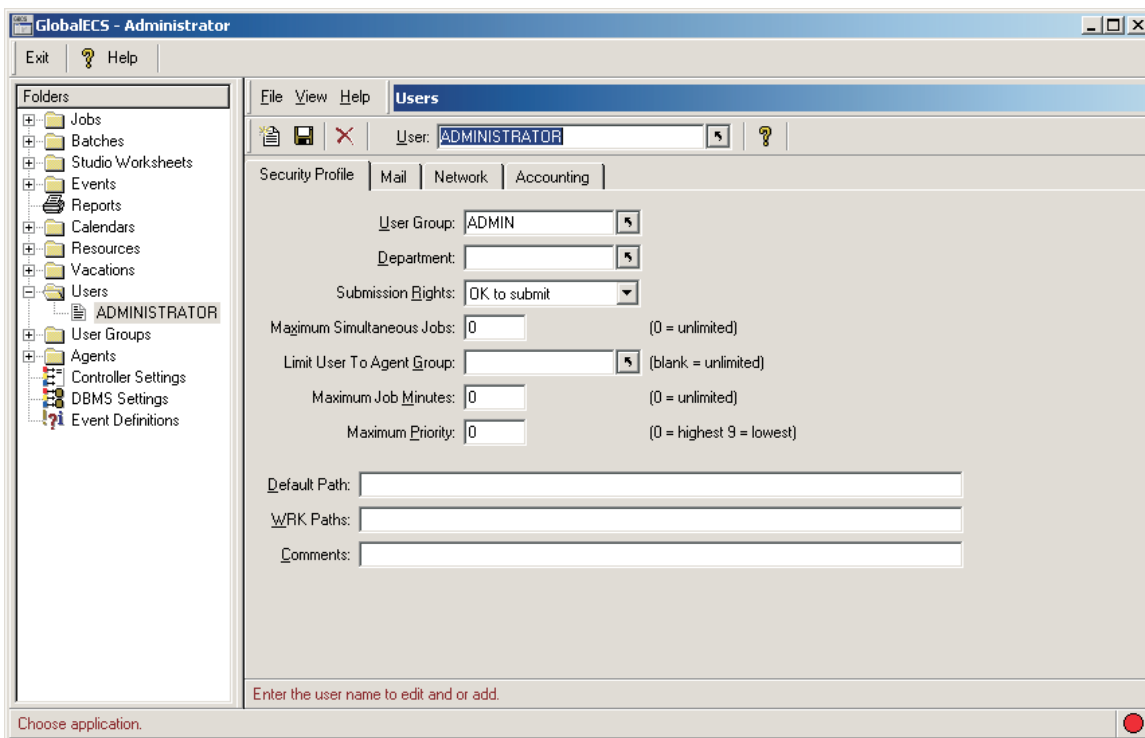 GlobalECS - Administrator
Exit ? Help
Folders
Jobs
Batches
Studio Worksheets
Events
Reports
Calendars
Resources
Vacations
Users
ADMINISTRATOR
User Groups
Agents
Controller Settings
DBMS Settings
Event Definitions
File View Help Users
User: ADMINISTRATOR ?
Security Profile Mail Network Accounting
User Group: ADMIN
Department:
Submission Rights: OK to submit
Maximum Simultaneous Jobs: 0 (0 = unlimited)
Limit User To Agent Group: (blank = unlimited)
Maximum Job Minutes: 0 (0 = unlimited)
Maximum Priority: 0 (0 = highest 9 = lowest)
Default Path:
WRK Paths:
Comments:
Enter the user name to edit and or add.
Choose application.